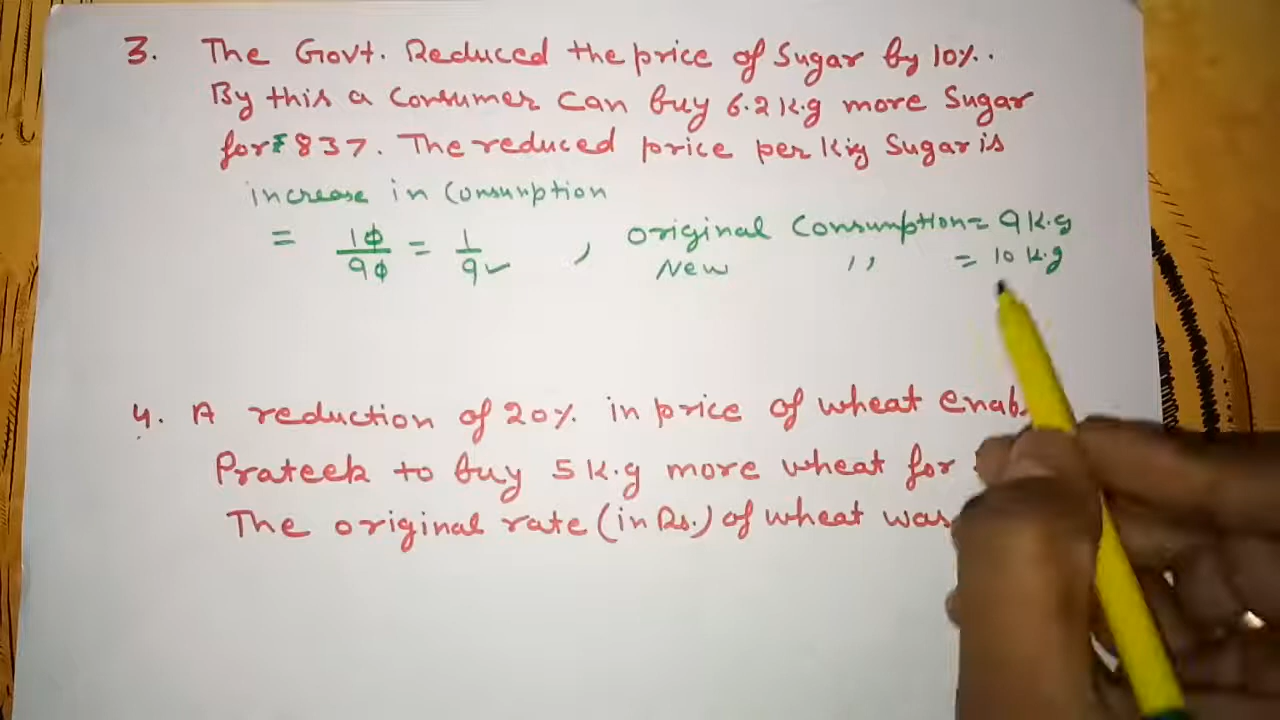 3. The Govt. Reduced the price of Sugar by 10%.
By this a Consumer Can buy 6.2 K.g more Sugar
for ₹ 837. The reduced price per K.g Sugar is
increase in Consumption
= 10/90 = 1/9 ✓, original Consumption = 9 K.g
New ,, = 10 K.g
4. A reduction of 20% in price of wheat
Prateek to buy 5 K.g more wheat for
The original rate (in Rs.) of wheat was